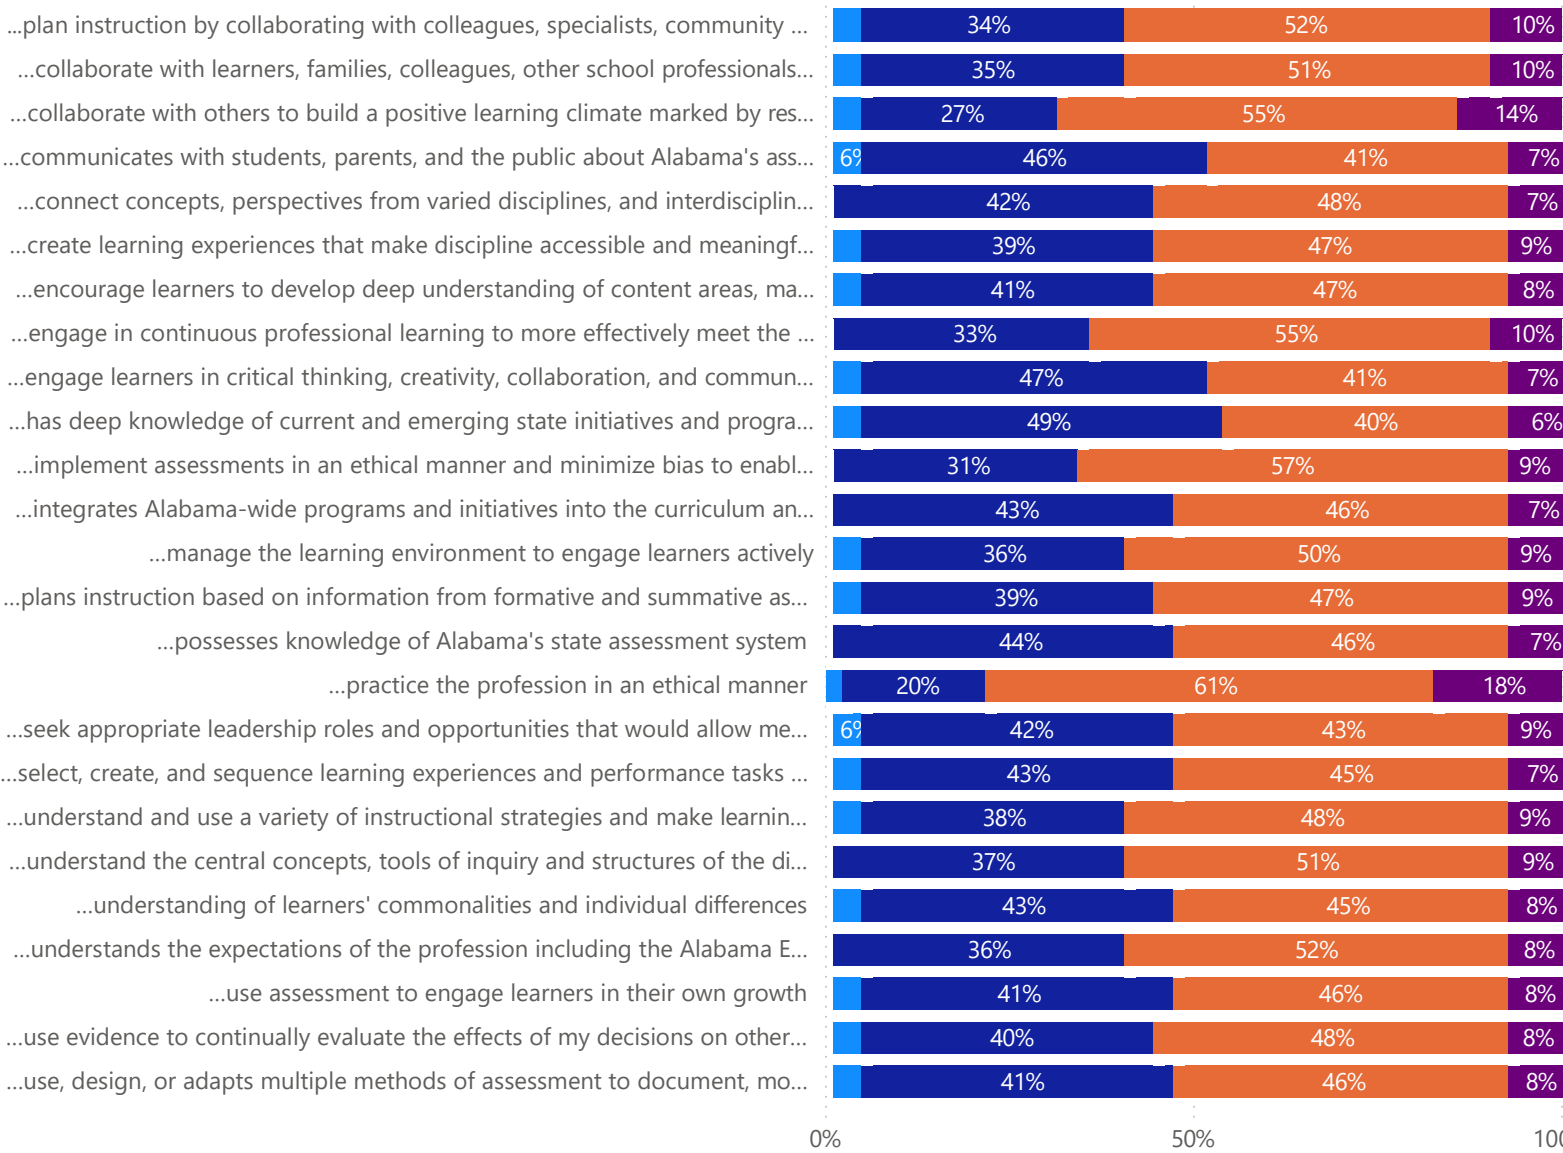 ...plan instruction by collaborating with colleagues, specialists, community ... 34% 52% 10%
...collaborate with learners, families, colleagues, other school professionals... 35% 51% 10%
...collaborate with others to build a positive learning climate marked by res... 27% 55% 14%
...communicates with students, parents, and the public about Alabama's ass... 6% 46% 41% 7%
...connect concepts, perspectives from varied disciplines, and interdisciplin... 42% 48% 7%
...create learning experiences that make discipline accessible and meaningf... 39% 47% 9%
...encourage learners to develop deep understanding of content areas, ma... 41% 47% 8%
...engage in continuous professional learning to more effectively meet the ... 33% 55% 10%
...engage learners in critical thinking, creativity, collaboration, and commun... 47% 41% 7%
...has deep knowledge of current and emerging state initiatives and progra... 49% 40% 6%
...implement assessments in an ethical manner and minimize bias to enabl... 31% 57% 9%
...integrates Alabama-wide programs and initiatives into the curriculum an... 43% 46% 7%
...manage the learning environment to engage learners actively 36% 50% 9%
...plans instruction based on information from formative and summative as... 39% 47% 9%
...possesses knowledge of Alabama's state assessment system 44% 46% 7%
...practice the profession in an ethical manner 20% 61% 18%
...seek appropriate leadership roles and opportunities that would allow me... 6% 42% 43% 9%
...select, create, and sequence learning experiences and performance tasks ... 43% 45% 7%
...understand and use a variety of instructional strategies and make learnin... 38% 48% 9%
...understand the central concepts, tools of inquiry and structures of the di... 37% 51% 9%
...understanding of learners' commonalities and individual differences 43% 45% 8%
...understands the expectations of the profession including the Alabama E... 36% 52% 8%
...use assessment to engage learners in their own growth 41% 46% 8%
...use evidence to continually evaluate the effects of my decisions on other... 40% 48% 8%
...use, design, or adapts multiple methods of assessment to document, mo... 41% 46% 8%
0% 50% 100